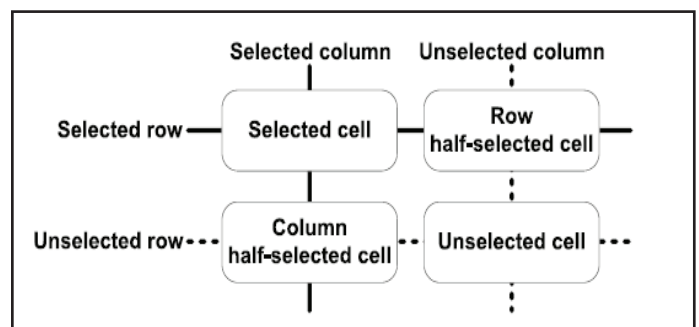 Selected column
Unselected column
Selected row
Selected cell
Row
half-selected cell
Unselected row
Column
half-selected cell
Unselected cell